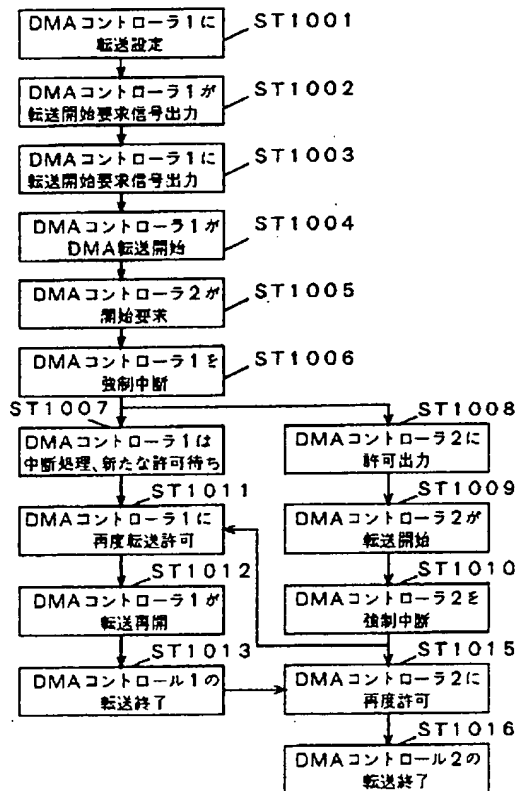 DMAコントローラ1に
転送設定
ST1001
DMAコントローラ1が
転送開始要求信号出力
ST1002
DMAコントローラ1に
転送開始要求信号出力
ST1003
DMAコントローラ1が
DMA転送開始
ST1004
DMAコントローラ2が
開始要求
ST1005
DMAコントローラ1を
強制中断
ST1006
ST1007
DMAコントローラ1は
中断処理、新たな許可待ち
ST1008
DMAコントローラ2に
許可出力
ST1009
DMAコントローラ2が
転送開始
ST1010
DMAコントローラ2を
強制中断
ST1011
DMAコントローラ1に
再度転送許可
ST1012
DMAコントローラ1が
転送再開
ST1013
DMAコントロール1の
転送終了
ST1015
DMAコントローラ2に
再度許可
ST1016
DMAコントロール2の
転送終了